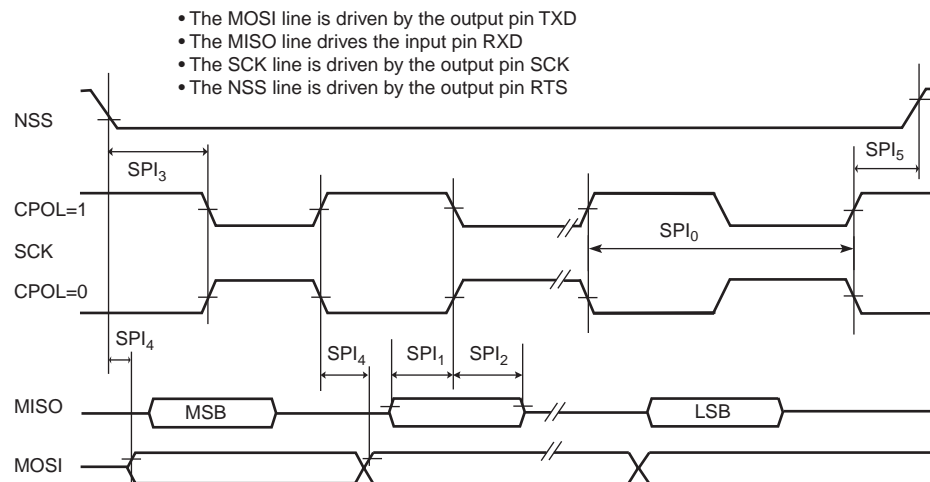 • The MOSI line is driven by the output pin TXD
• The MISO line drives the input pin RXD
• The SCK line is driven by the output pin SCK
• The NSS line is driven by the output pin RTS
NSS
SPI₃
SPI₅
CPOL=1
SPI₀
SCK
CPOL=0
SPI₄
SPI₄
SPI₁
SPI₂
MISO
MSB
LSB
MOSI